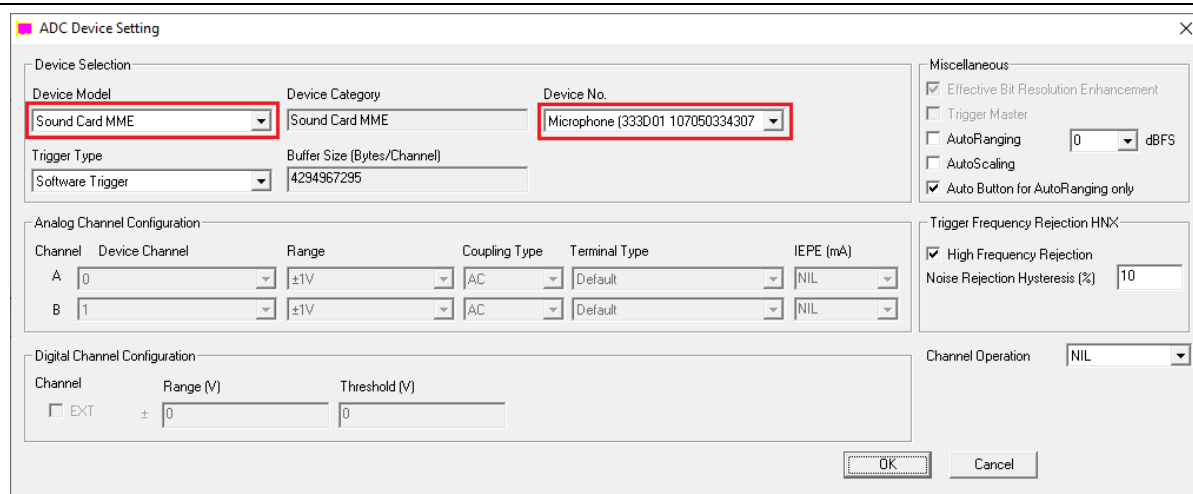 ADC Device Setting
Device Selection
Device Model
Device Category
Device No.
Sound Card MME
Sound Card MME
Microphone (333D01 107050334307
Trigger Type
Buffer Size (Bytes/Channel)
Software Trigger
4294967295
Miscellaneous
Effective Bit Resolution Enhancement
Trigger Master
AutoRanging
0
dBFS
AutoScaling
Auto Button for AutoRanging only
Analog Channel Configuration
Channel
Device Channel
Range
Coupling Type
Terminal Type
IEPE (mA)
A
0
±1V
AC
Default
NIL
B
1
±1V
AC
Default
NIL
Trigger Frequency Rejection HNX
High Frequency Rejection
Noise Rejection Hysteresis (%)
10
Digital Channel Configuration
Channel
Range (V)
Threshold (V)
EXT
±
0
0
Channel Operation
NIL
OK
Cancel